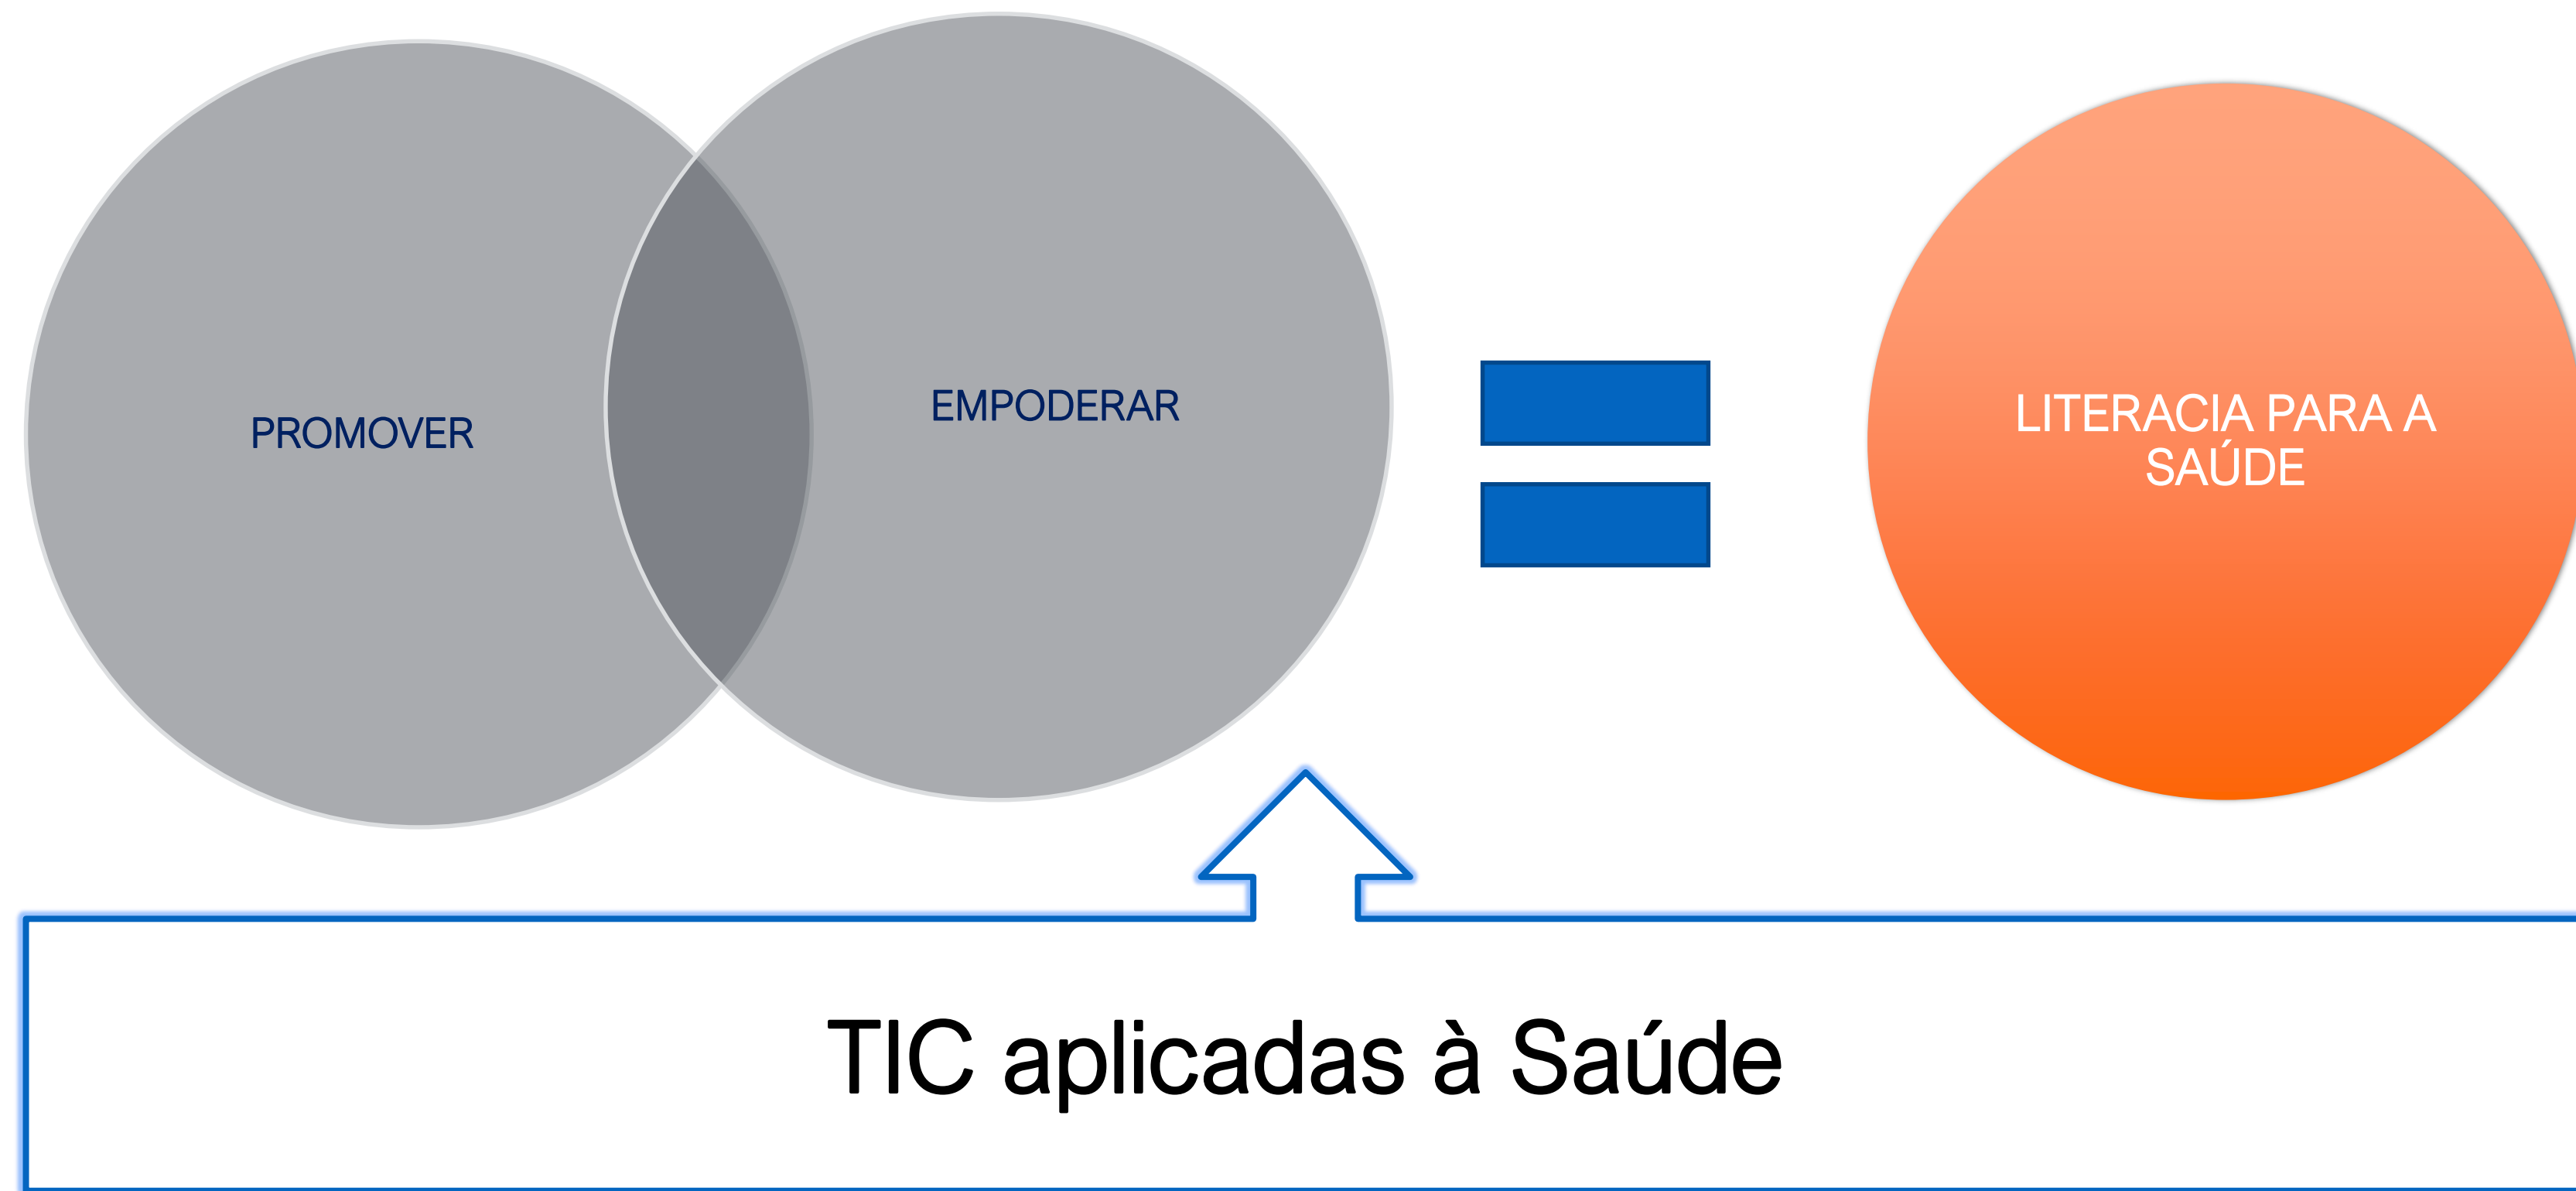 PROMOVER
EMPODERAR
LITERACIA PARA A
SAÚDE
TIC aplicadas à Saúde